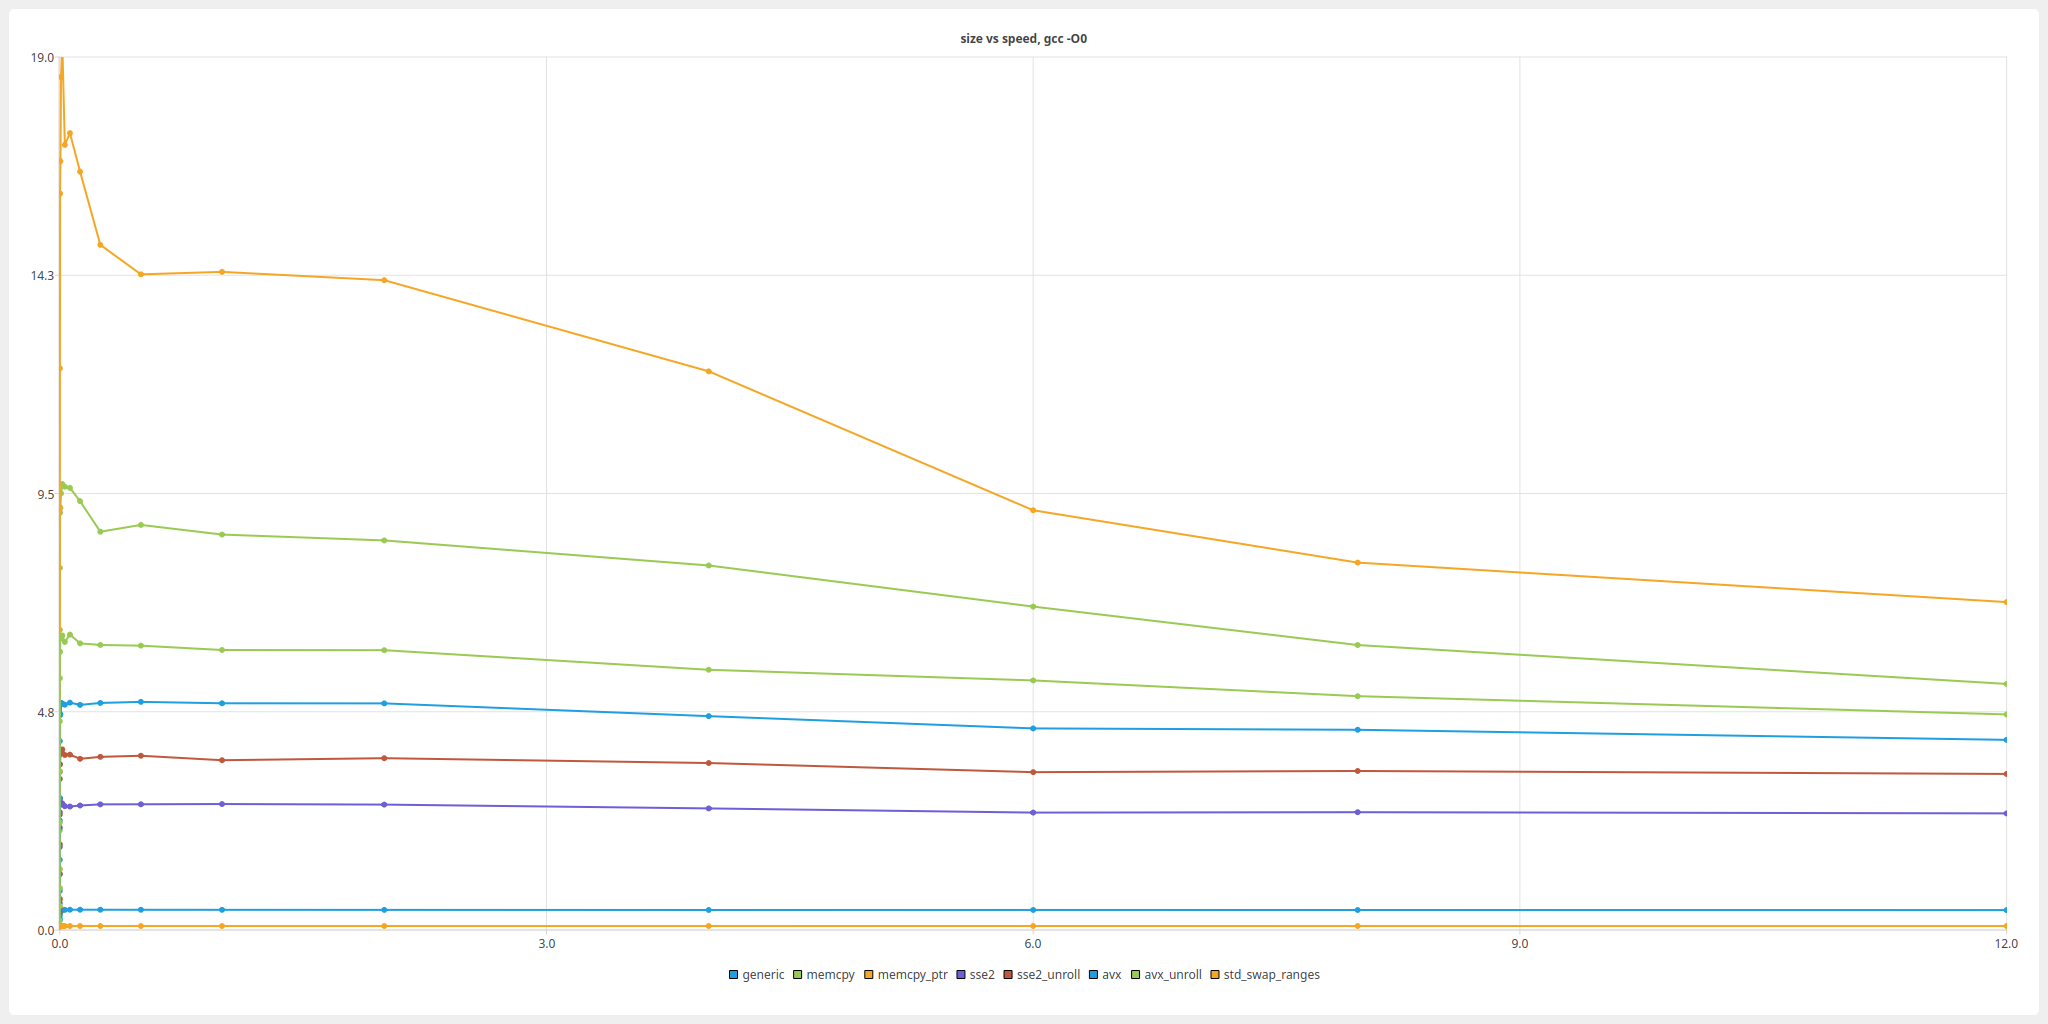 size vs speed, gcc -O0
19.0
14.3
9.5
4.8
0.0
0.0 3.0 6.0 9.0 12.0
generic memcpy memcpy_ptr sse2 sse2_unroll avx avx_unroll std_swap_ranges